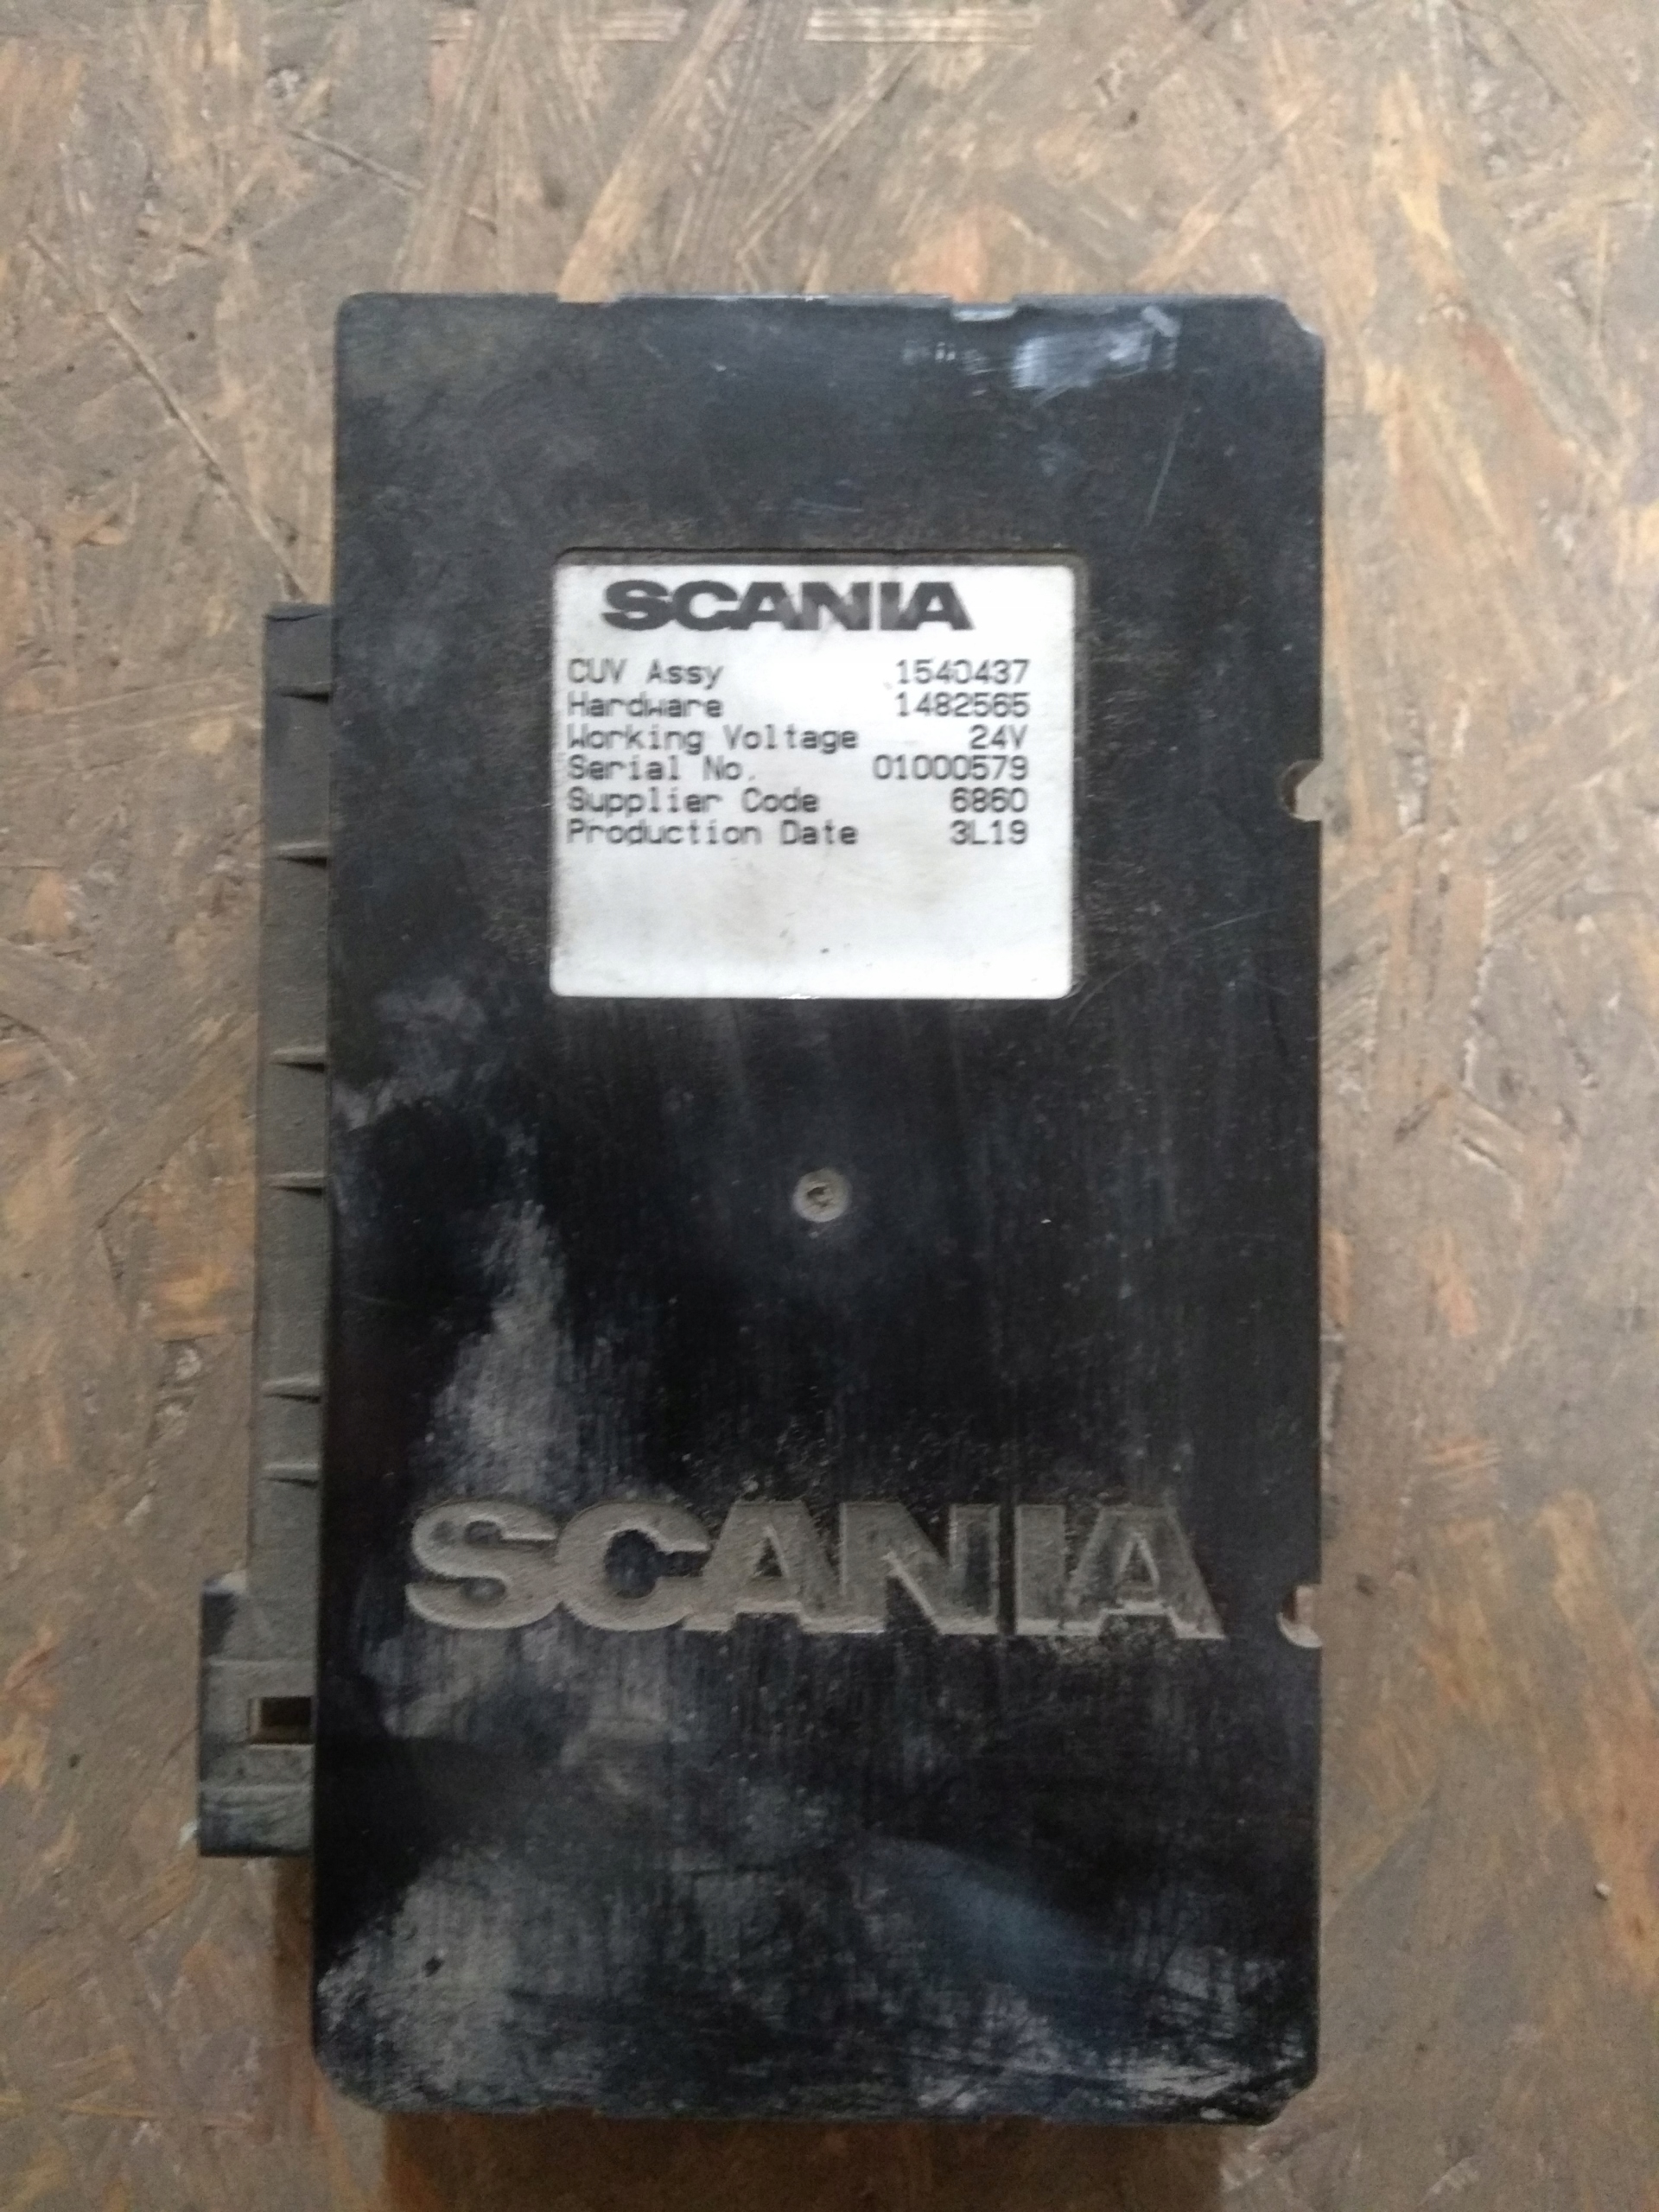 SCANIA
CUV Assy 1540437
Hardware 1482565
Working Voltage 24V
Serial No. 01000579
Supplier Code 6860
Production Date 3L19
SCANIA